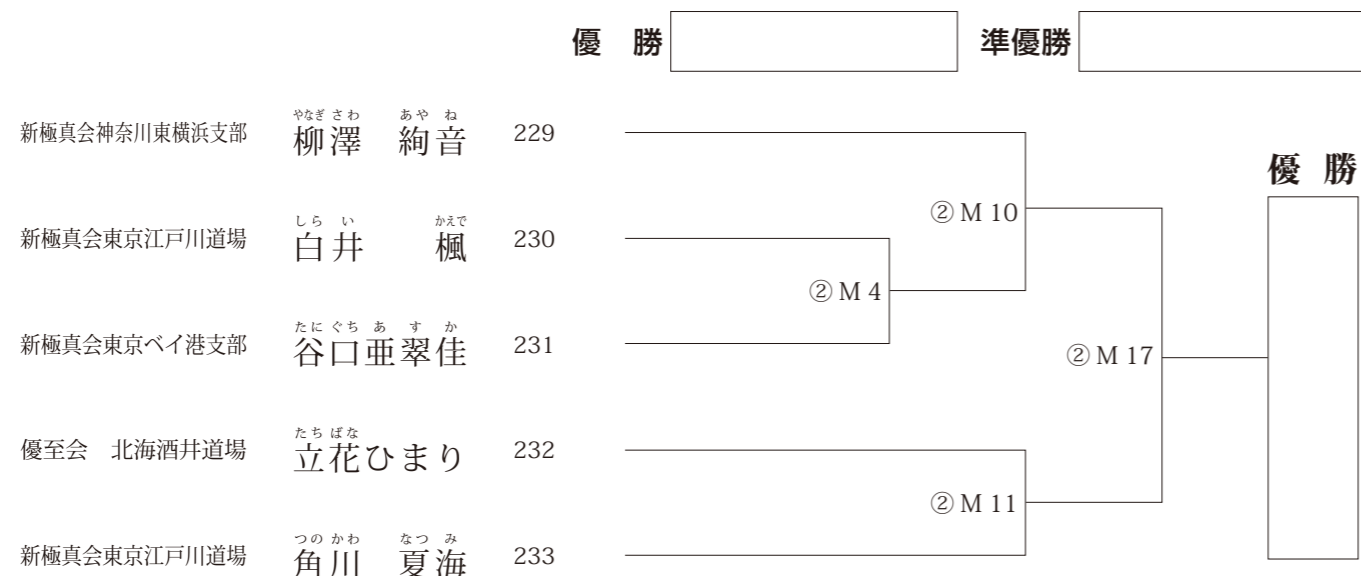 優　勝　準優勝
やなぎ さわ　あや ね
新極真会神奈川東横浜支部　柳澤　絢音　229
優 勝
② M 10
しら い　かえで
新極真会東京江戸川道場　白井　楓　230
② M 4
たに ぐち あ す か
新極真会東京ベイ港支部　谷口亜翠佳　231
② M 17
たち ばな
優至会　北海酒井道場　立花ひまり　232
② M 11
つの かわ　なつ み
新極真会東京江戸川道場　角川　夏海　233